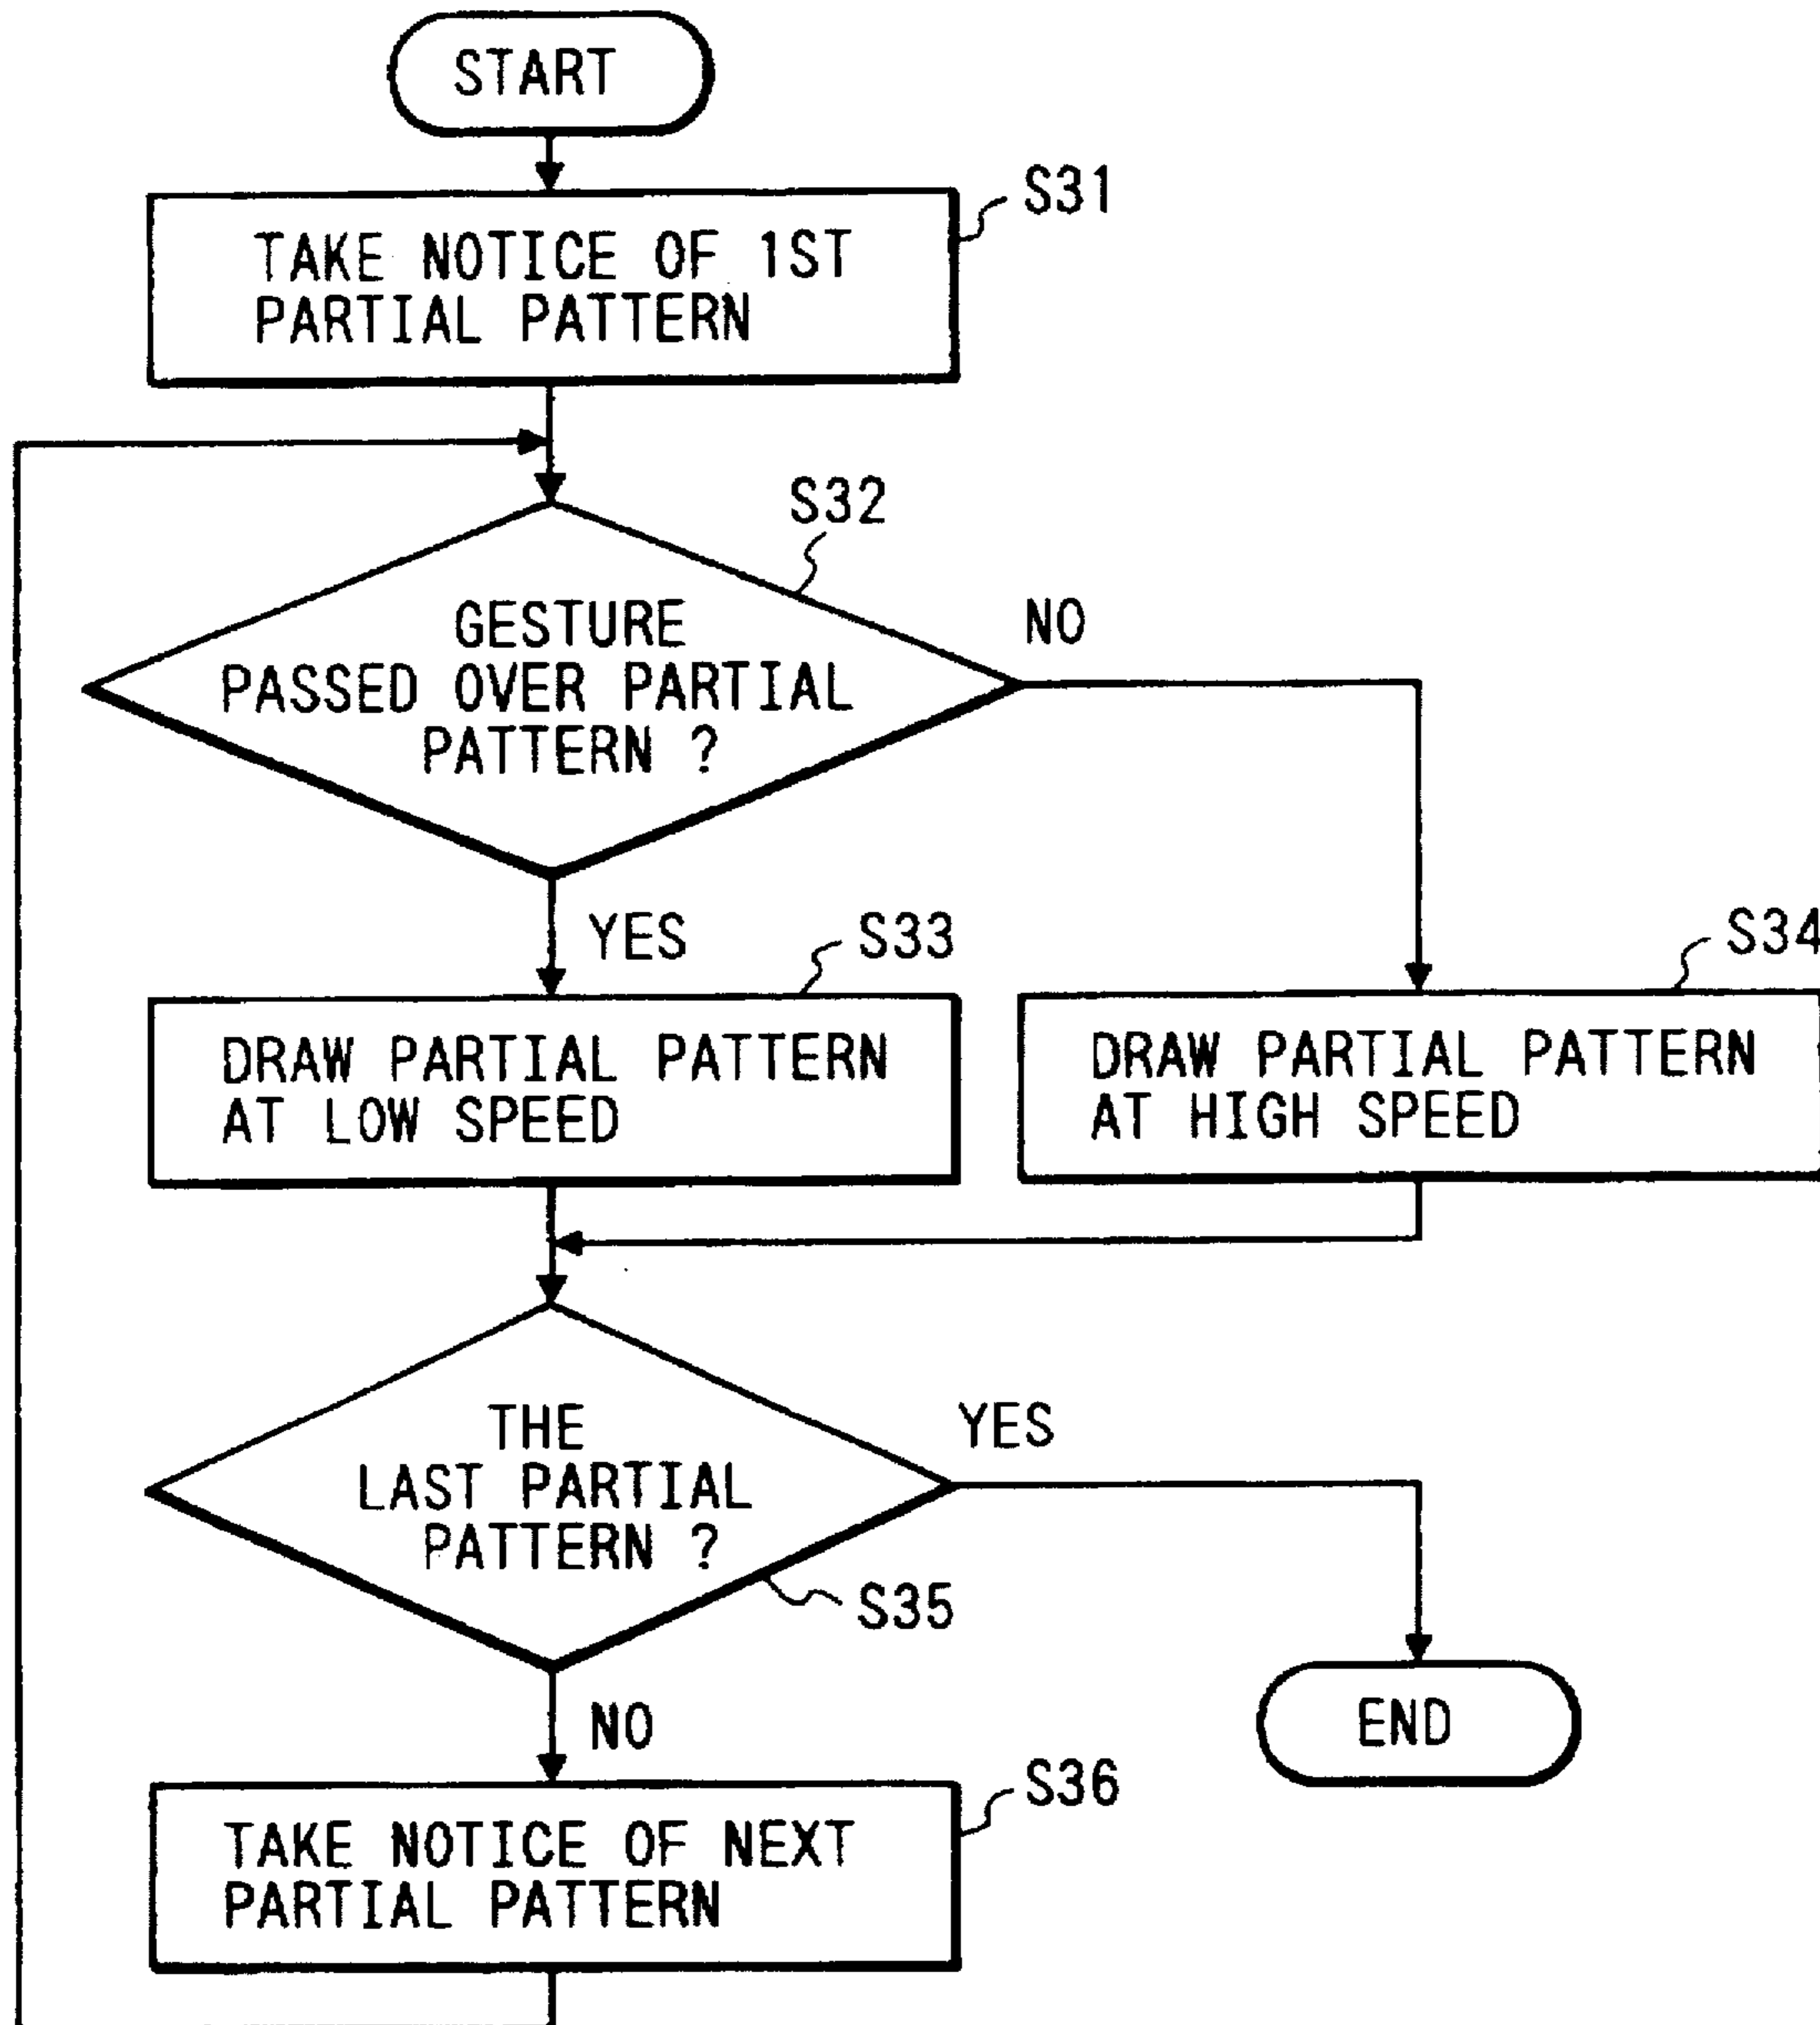 START
S31
TAKE NOTICE OF 1ST
PARTIAL PATTERN
S32
GESTURE
PASSED OVER PARTIAL
PATTERN ?
NO
YES
S33
S34
DRAW PARTIAL PATTERN
AT LOW SPEED
DRAW PARTIAL PATTERN
AT HIGH SPEED
THE
LAST PARTIAL
PATTERN ?
YES
S35
NO
END
S36
TAKE NOTICE OF NEXT
PARTIAL PATTERN